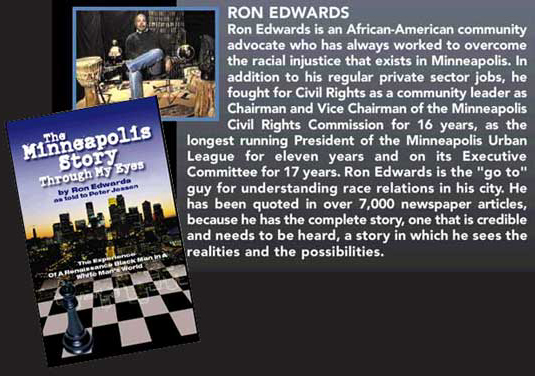 RON EDWARDS
Ron Edwards is an African-American community
advocate who has always worked to overcome
the racial injustice that exists in Minneapolis. In
addition to his regular private sector jobs, he
fought for Civil Rights as a community leader as
Chairman and Vice Chairman of the Minneapolis
Civil Rights Commission for 16 years, as the
longest running President of the Minneapolis Urban
League for eleven years and on its Executive
Committee for 17 years. Ron Edwards is the "go to"
guy for understanding race relations in his city. He
has been quoted in over 7,000 newspaper articles,
because he has the complete story, one that is credible
and needs to be heard, a story in which he sees the
realities and the possibilities.
The
Minneapolis
Story
Through My Eyes
by Ron Edwards
as told to Peter Jessen
The Experience
Of A Renaissance Black Man In A
White Man's World